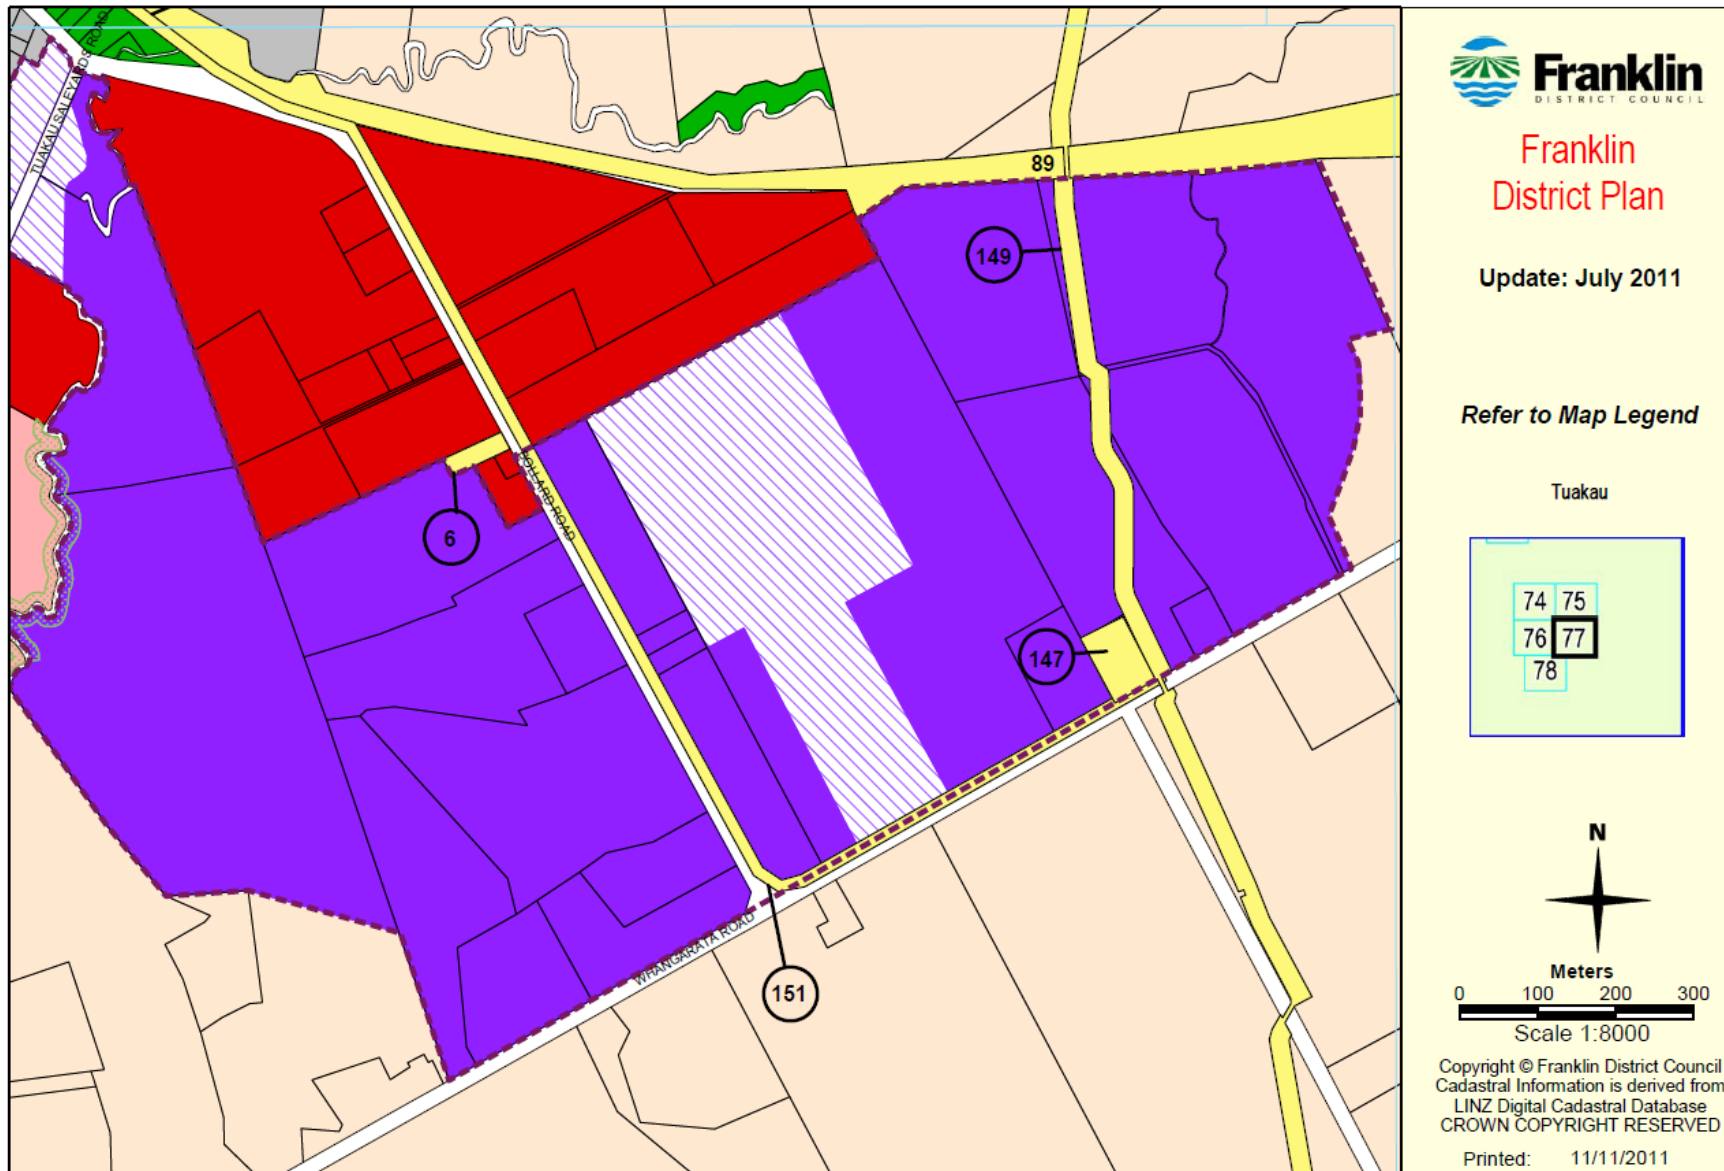 TUAKAU SALEYARDS ROAD
89
149
6
POLLARD ROAD
147
WHANGARATA ROAD
151
Franklin
DISTRICT COUNCIL
Franklin
District Plan
Update: July 2011
Refer to Map Legend
Tuakau
74 75
76 77
78
N
Meters
0 100 200 300
Scale 1:8000
Copyright © Franklin District Council
Cadastral Information is derived from
LINZ Digital Cadastral Database
CROWN COPYRIGHT RESERVED
Printed: 11/11/2011